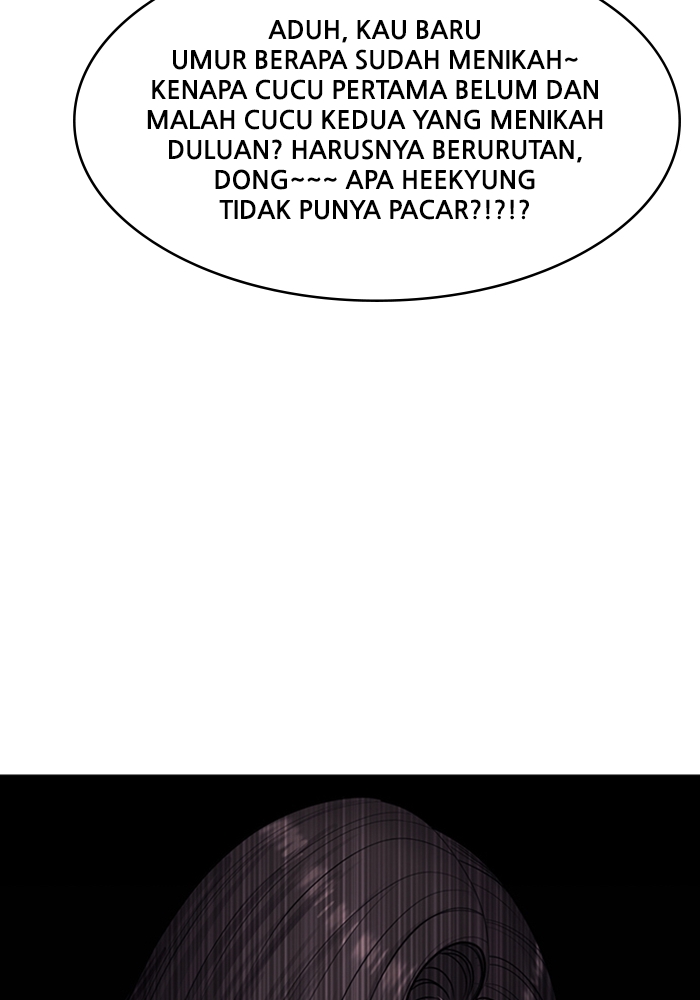 ADUH, KAU BARU
UMUR BERAPA SUDAH MENIKAH~
KENAPA CUCU PERTAMA BELUM DAN
MALAH CUCU KEDUA YANG MENIKAH
DULUAN? HARUSNYA BERURUTAN,
DONG~~~ APA HEEKYUNG
TIDAK PUNYA PACAR?!?!?